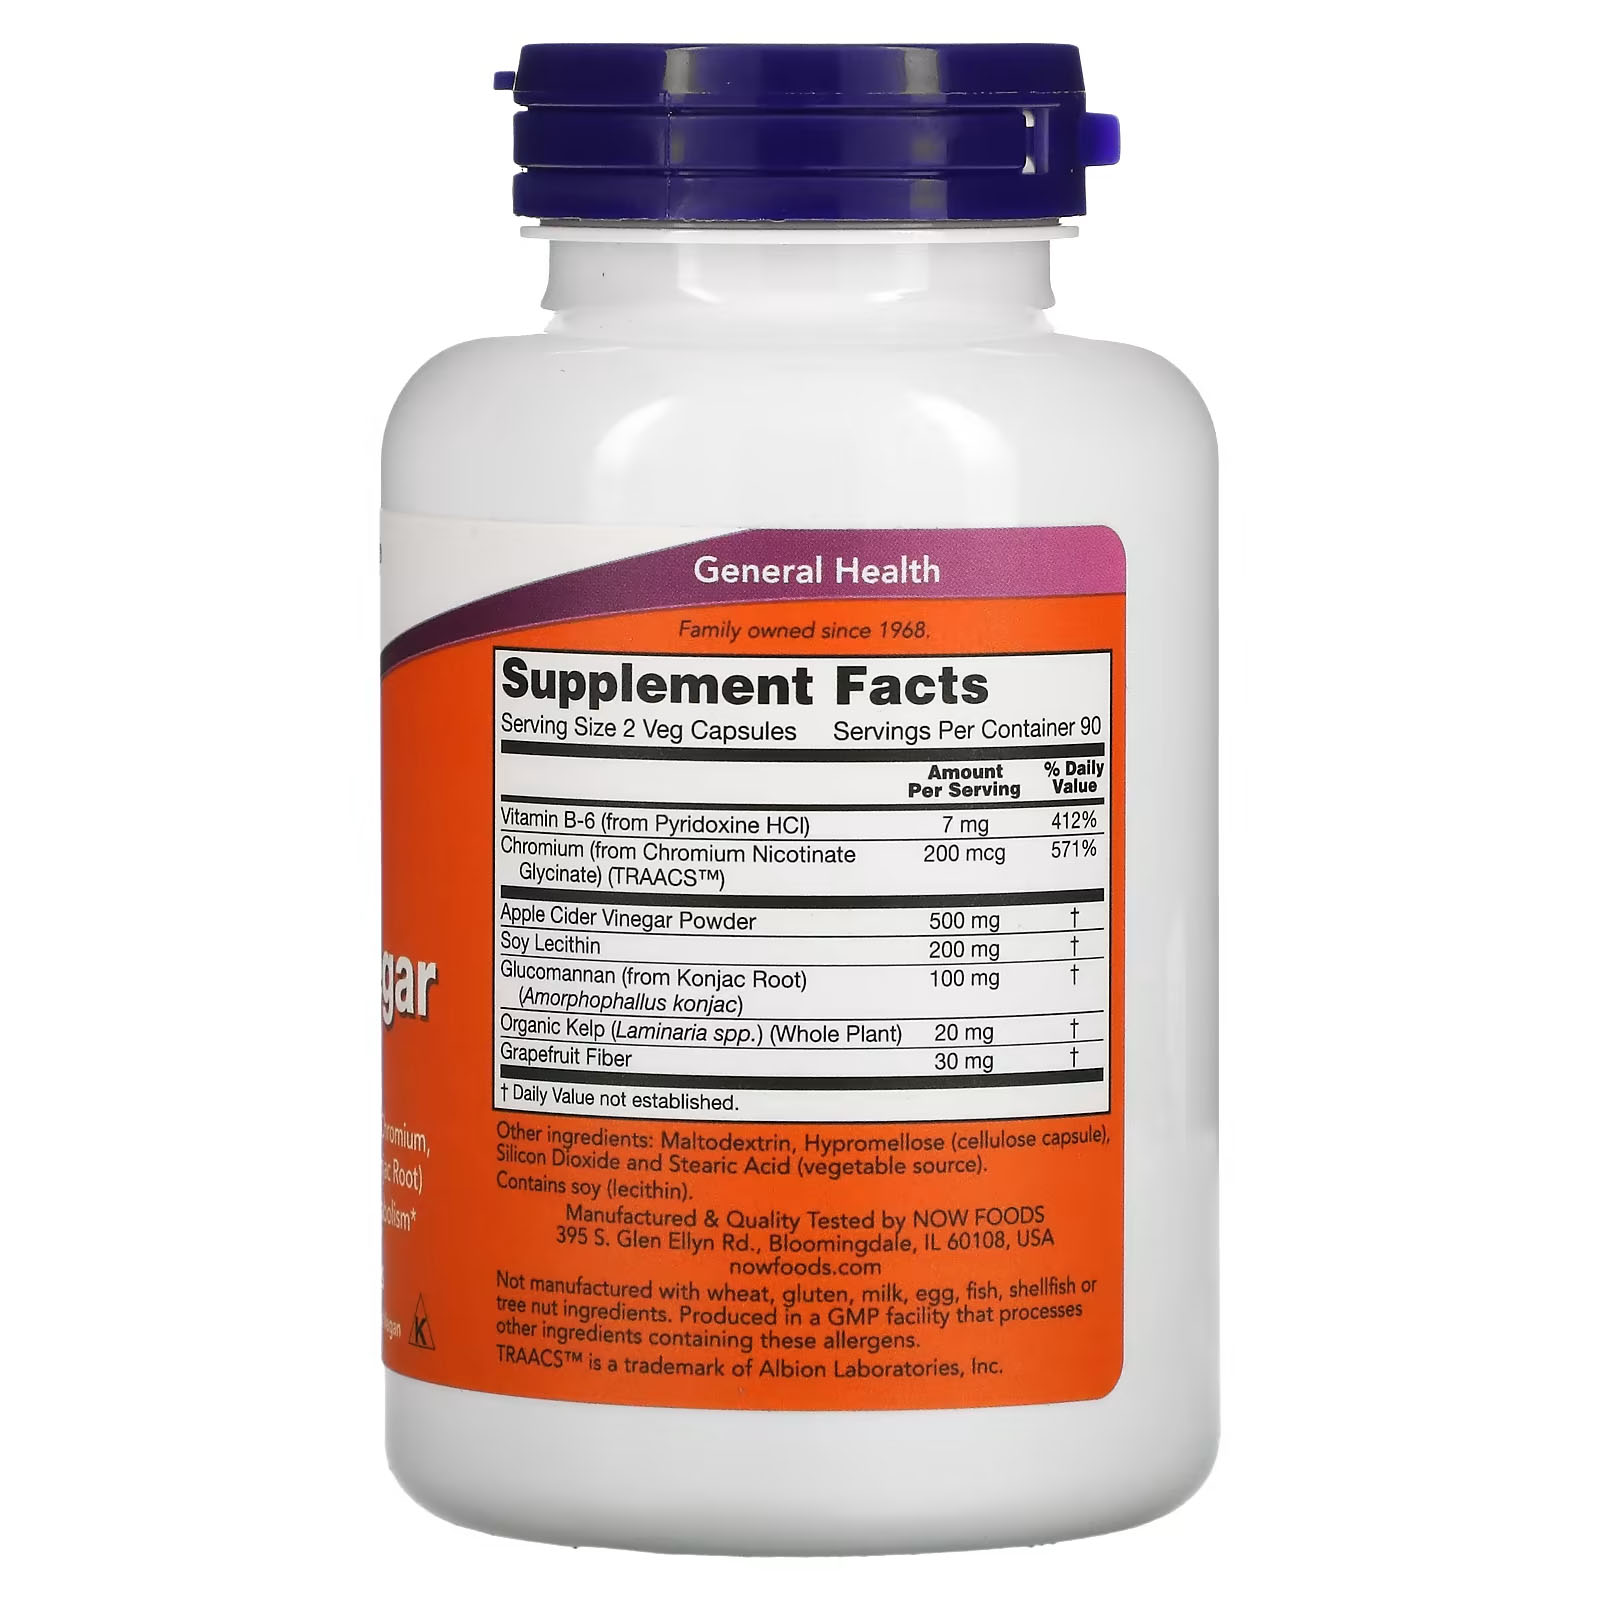 General Health
Family owned since 1968.
Supplement Facts
Serving Size 2 Veg Capsules Servings Per Container 90
Amount Per Serving % Daily Value
Vitamin B-6 (from Pyridoxine HCl) 7 mg 412%
Chromium (from Chromium Nicotinate 200 mcg 571%
Glycinate) (TRAACS™)
Apple Cider Vinegar Powder 500 mg †
Soy Lecithin 200 mg †
Glucomannan (from Konjac Root) 100 mg †
(Amorphophallus konjac)
Organic Kelp (Laminaria spp.) (Whole Plant) 20 mg †
Grapefruit Fiber 30 mg †
† Daily Value not established.
Other ingredients: Maltodextrin, Hypromellose (cellulose capsule),
Silicon Dioxide and Stearic Acid (vegetable source).
Contains soy (lecithin).
Manufactured & Quality Tested by NOW FOODS
395 S. Glen Ellyn Rd., Bloomingdale, IL 60108, USA
nowfoods.com
Not manufactured with wheat, gluten, milk, egg, fish, shellfish or
tree nut ingredients. Produced in a GMP facility that processes
other ingredients containing these allergens.
TRAACS™ is a trademark of Albion Laboratories, Inc.
gar
Root)
K